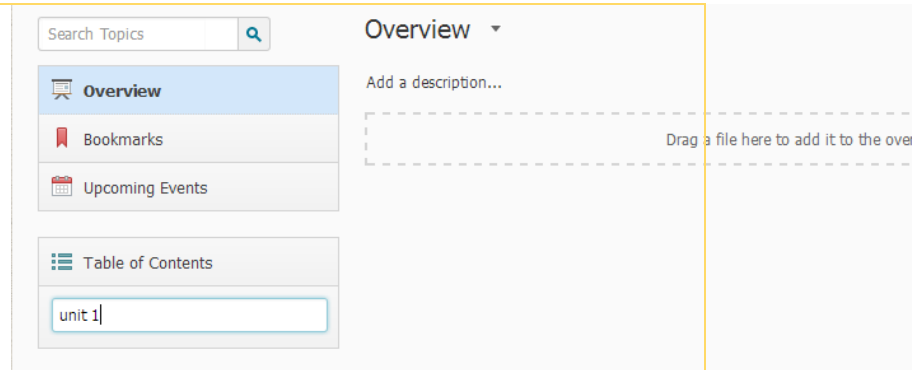 Search Topics
Overview
Bookmarks
Upcoming Events
Table of Contents
unit 1
Overview
Add a description...
Drag a file here to add it to the over